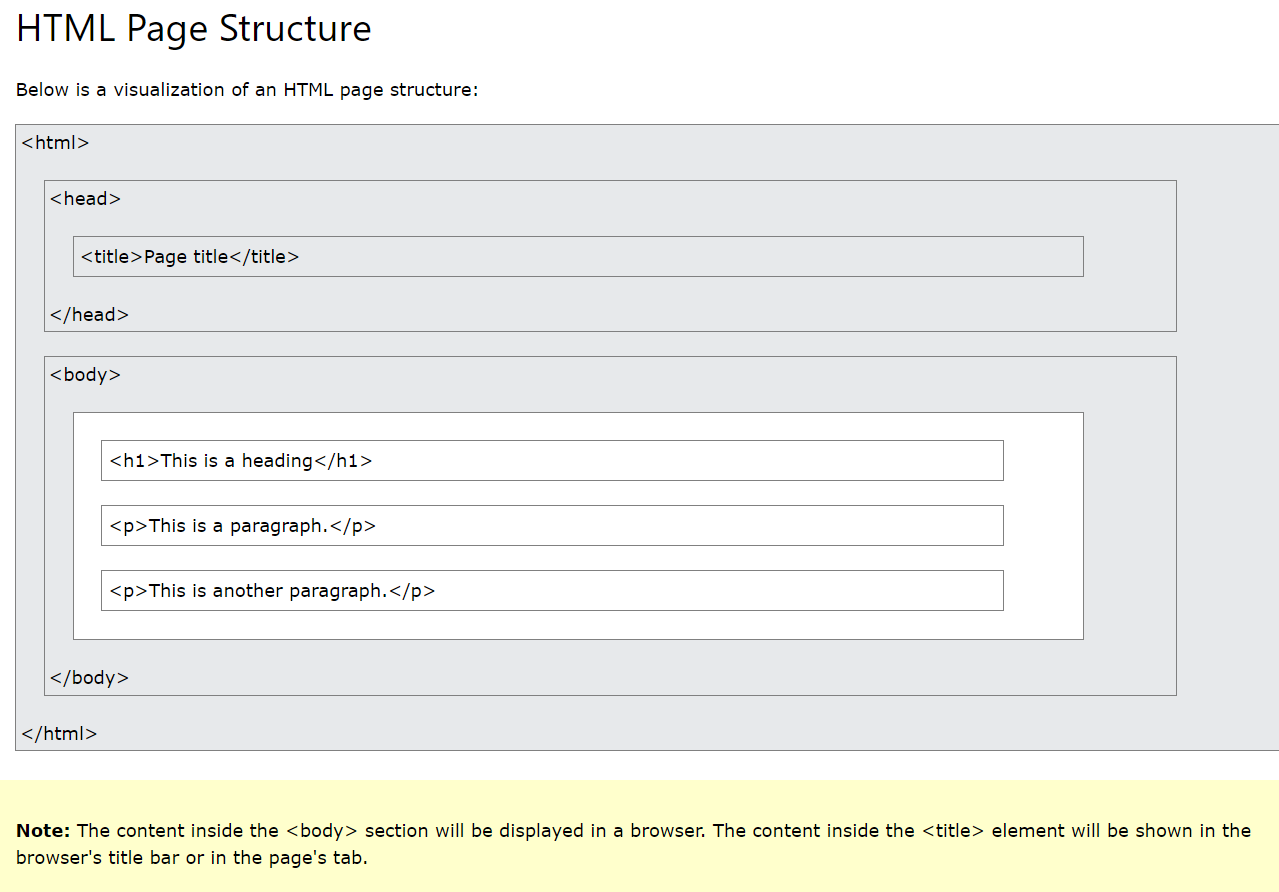 HTML Page Structure
Below is a visualization of an HTML page structure:
<html>
<head>
<title>Page title</title>
</head>
<body>
<h1>This is a heading</h1>
<p>This is a paragraph.</p>
<p>This is another paragraph.</p>
</body>
</html>
Note: The content inside the <body> section will be displayed in a browser. The content inside the <title> element will be shown in the
browser's title bar or in the page's tab.